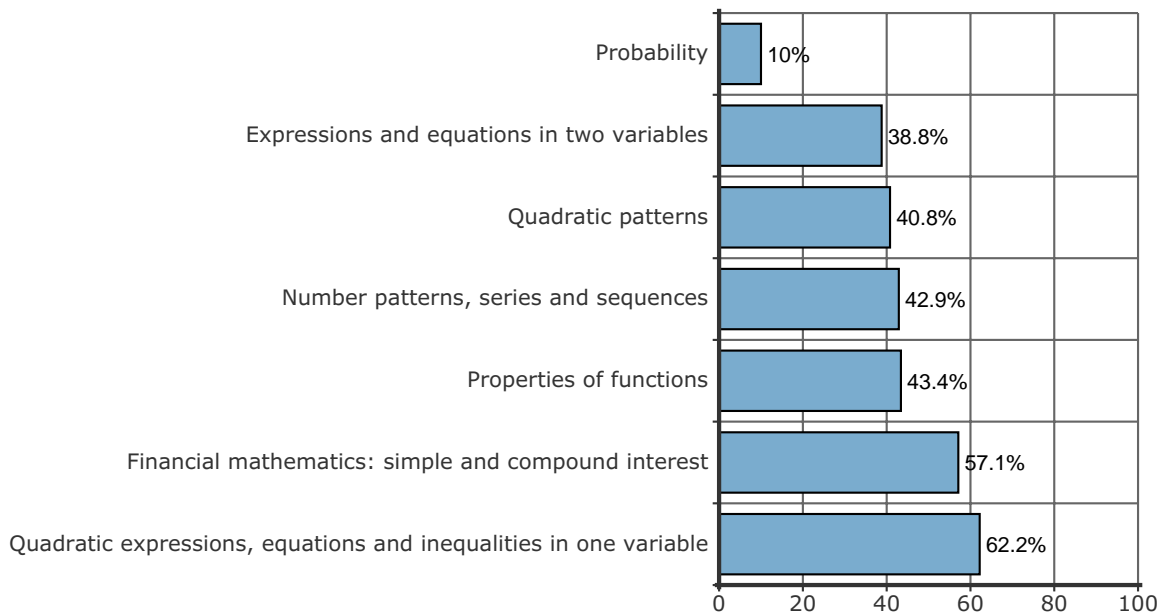 Probability
10%
Expressions and equations in two variables
38.8%
Quadratic patterns
40.8%
Number patterns, series and sequences
42.9%
Properties of functions
43.4%
Financial mathematics: simple and compound interest
57.1%
Quadratic expressions, equations and inequalities in one variable
62.2%
0 20 40 60 80 100